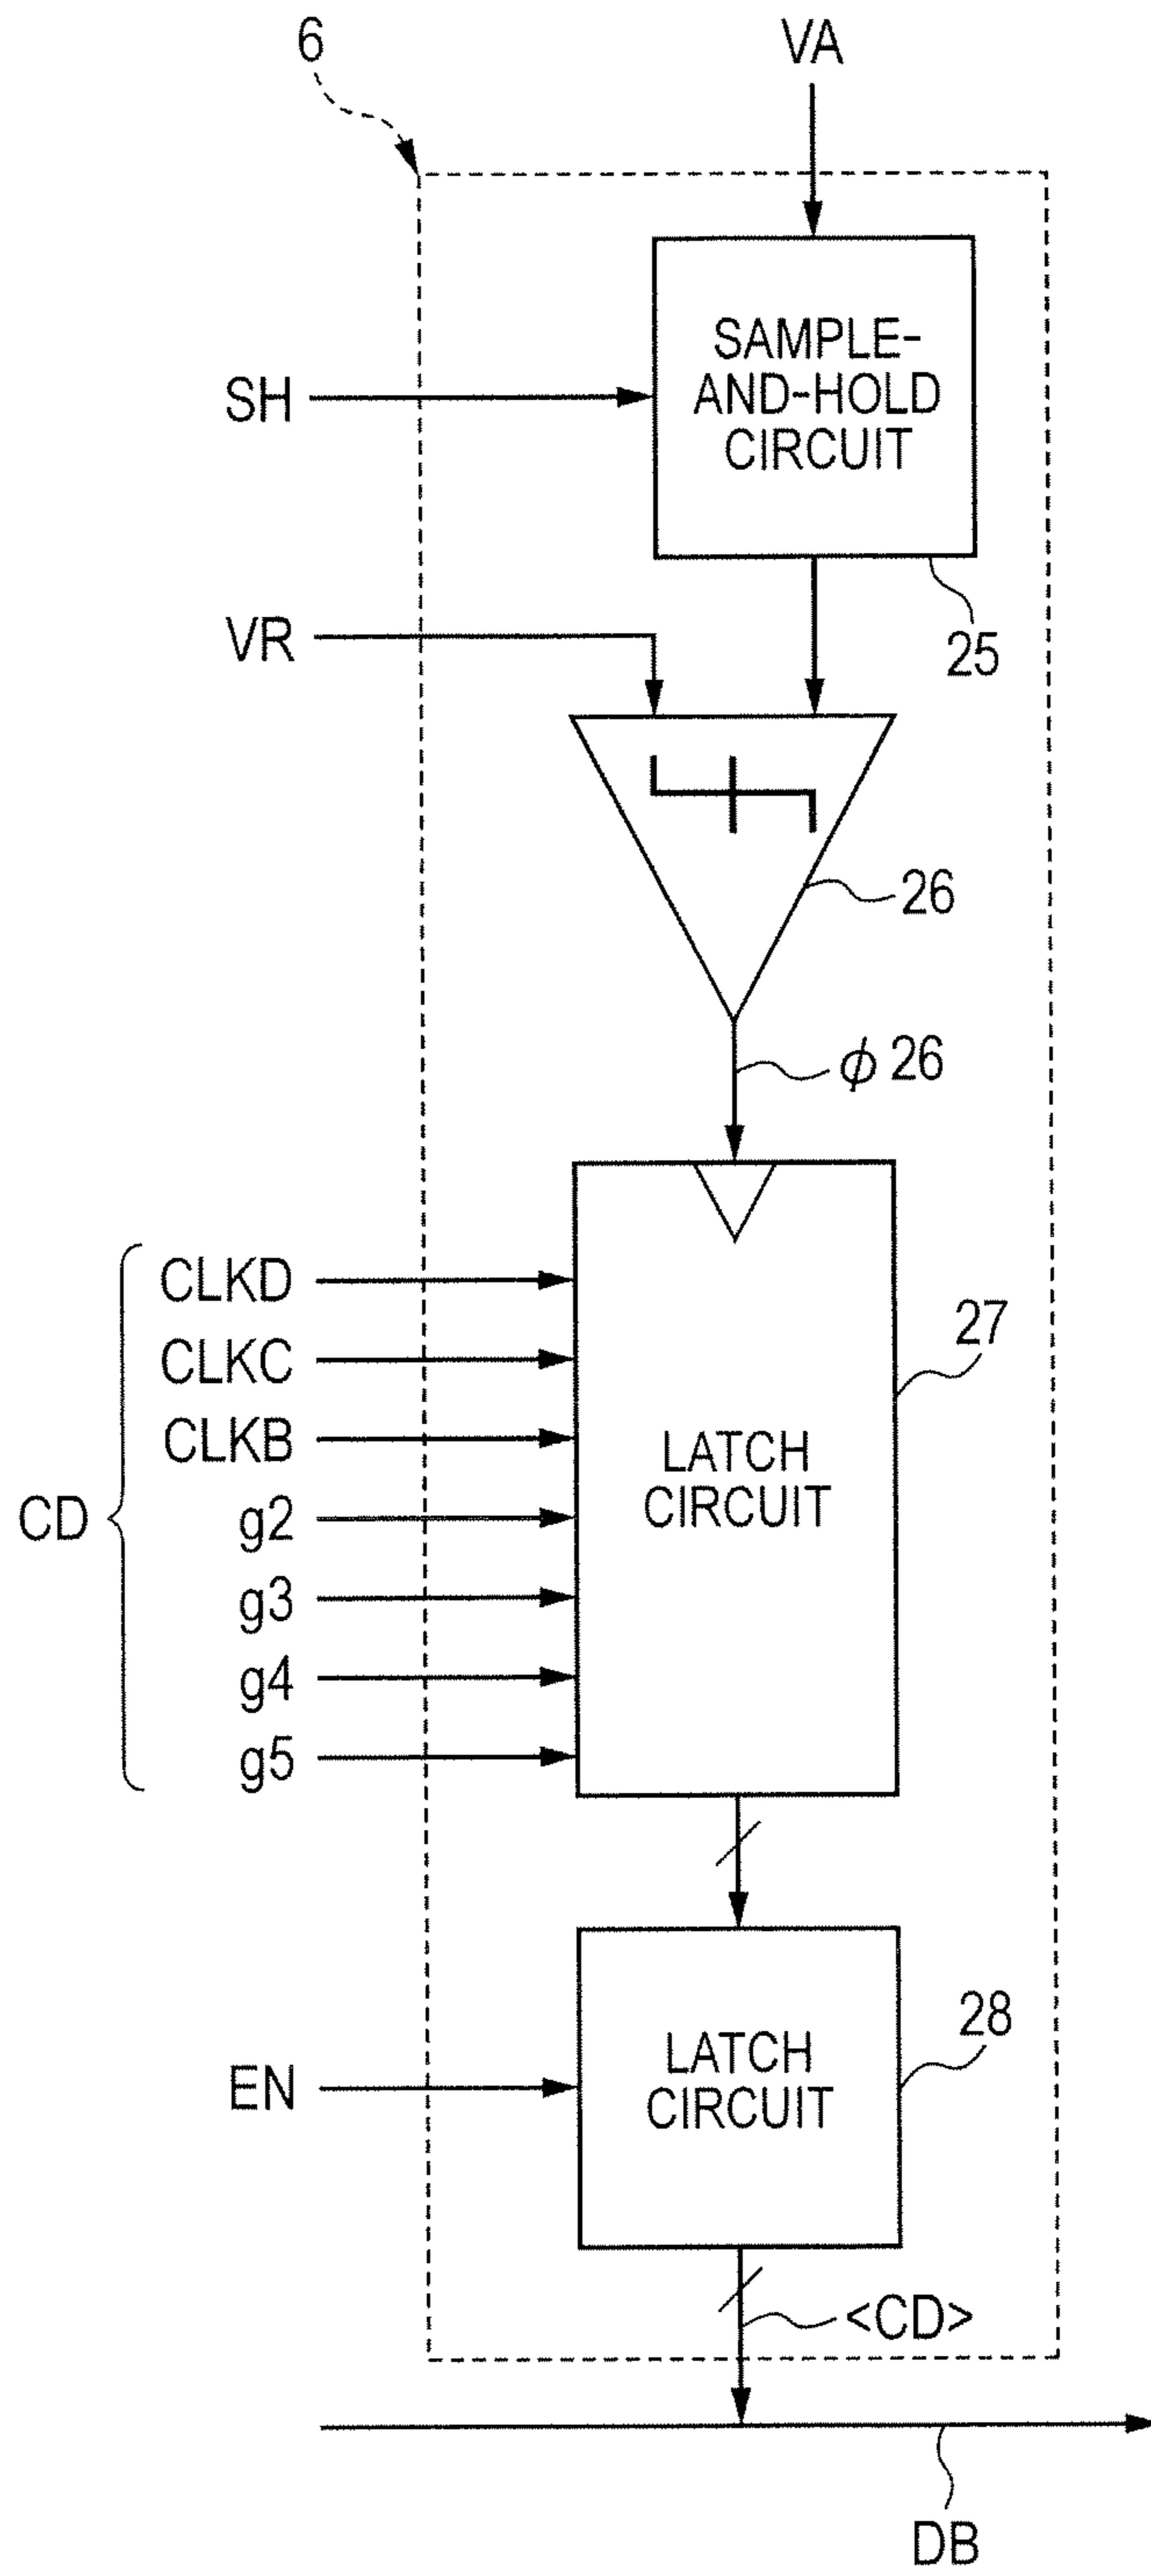 6
VA
SAMPLE-
AND-HOLD
CIRCUIT
SH
25
VR
26
ϕ 26
CLKD
CLKC
CLKB
g2
g3
g4
g5
CD
27
LATCH
CIRCUIT
28
LATCH
CIRCUIT
EN
<CD>
DB